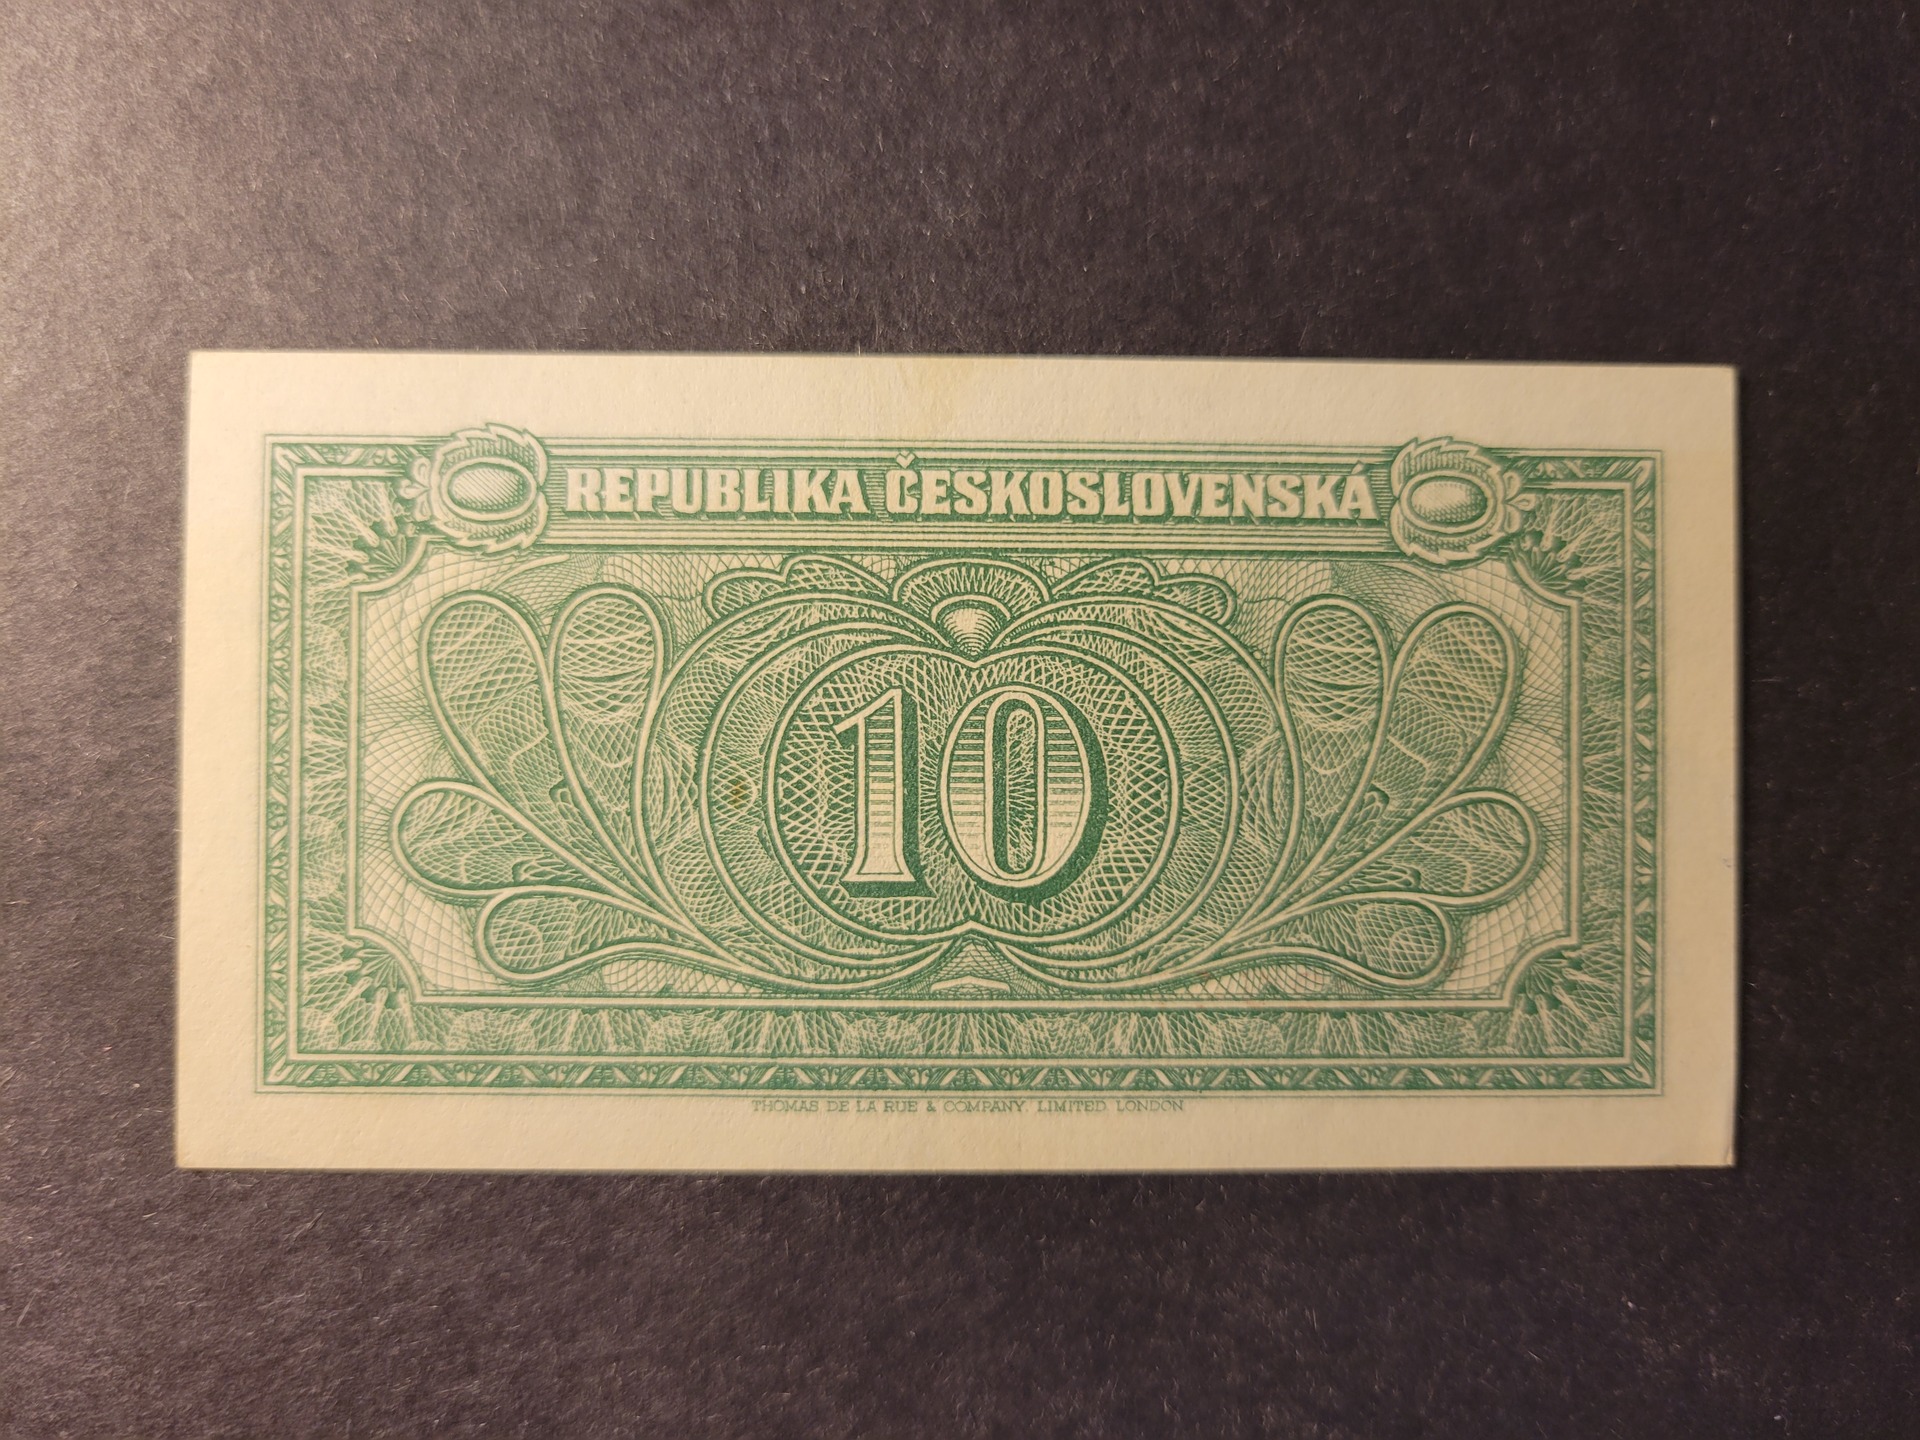 REPUBLIKA ČESKOSLOVENSKÁ
10
THOMAS DE LA RUE & COMPANY, LIMITED, LONDON